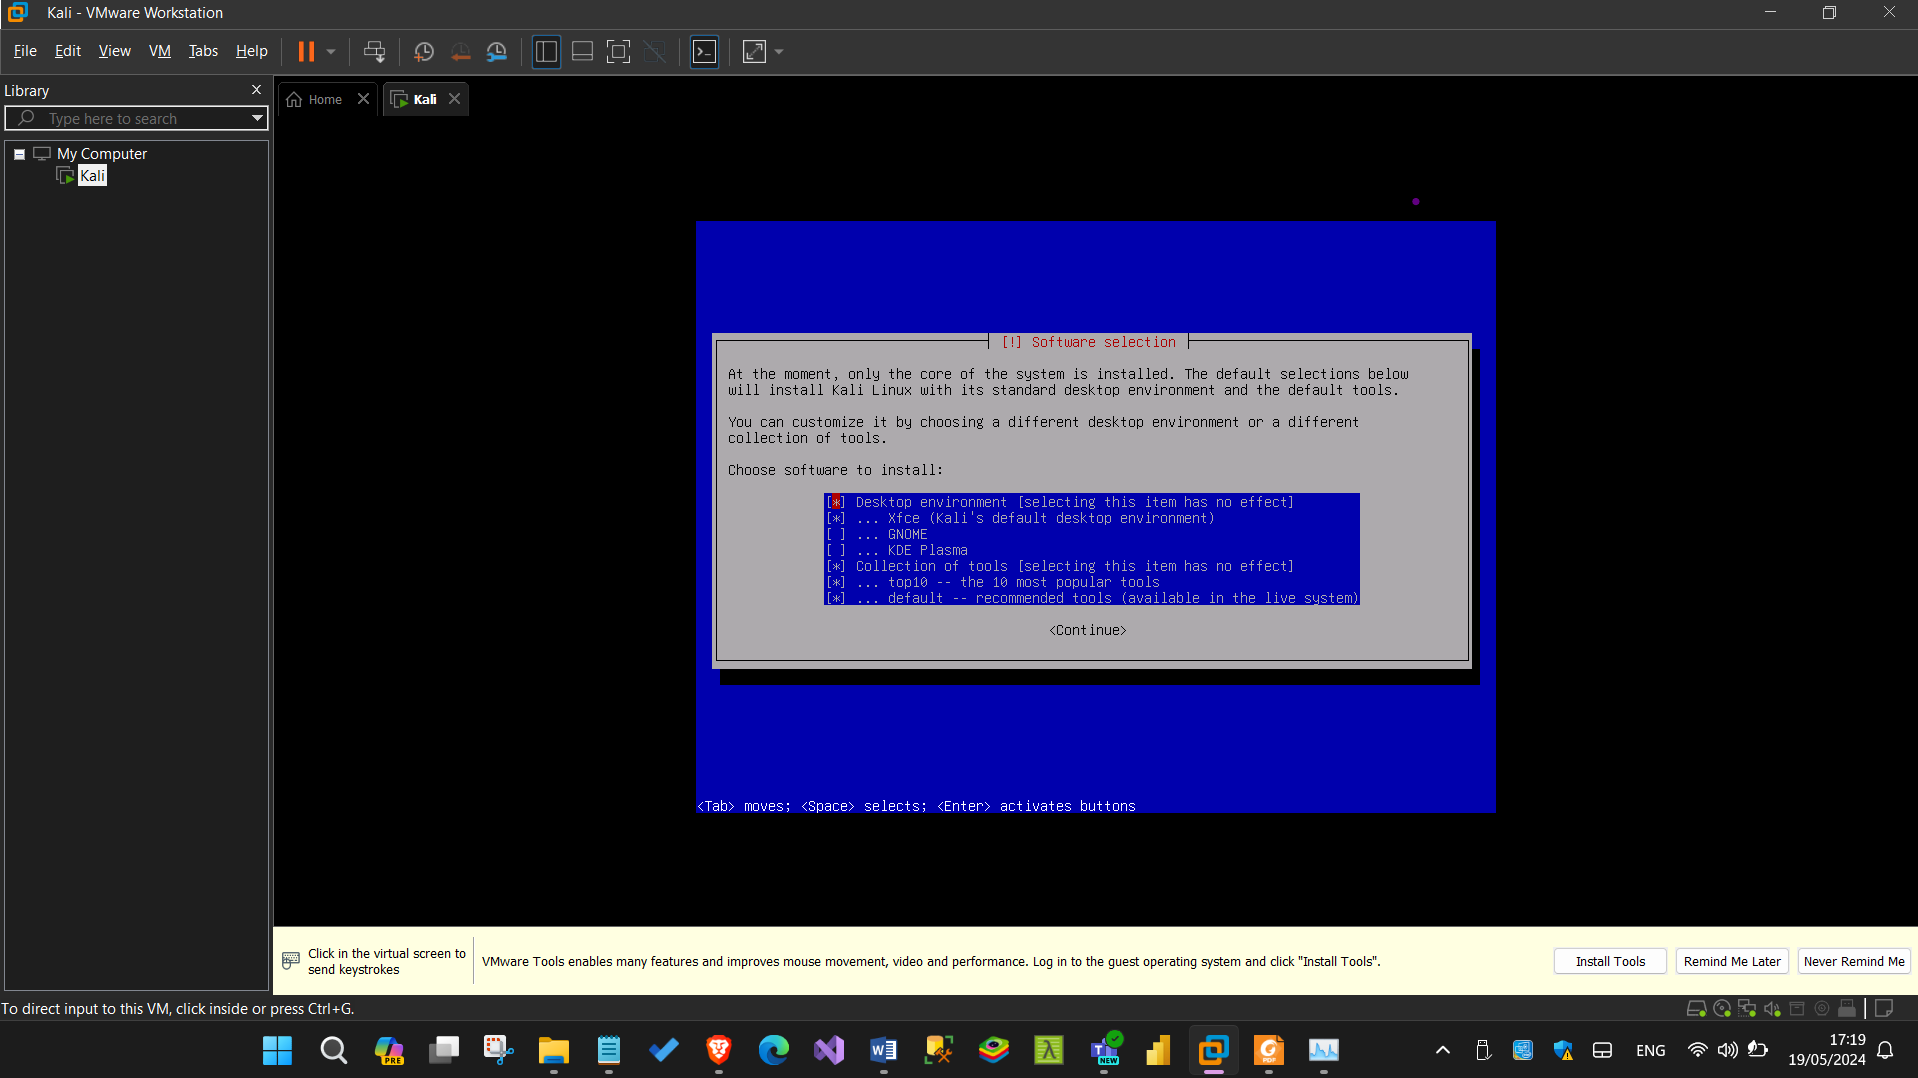 Kali - VMware Workstation
File Edit View VM Tabs Help
Library
Type here to search
My Computer
Kali
Home
Kali
[!] Software selection
At the moment, only the core of the system is installed. The default selections below
will install Kali Linux with its standard desktop environment and the default tools.
You can customize it by choosing a different desktop environment or a different
collection of tools.
Choose software to install:
[*] Desktop environment [selecting this item has no effect]
[*] ... Xfce (Kali's default desktop environment)
[ ] ... GNOME
[ ] ... KDE Plasma
[*] Collection of tools [selecting this item has no effect]
[*] ... top10 -- the 10 most popular tools
[*] ... default -- recommended tools (available in the live system)
<Continue>
<Tab> moves; <Space> selects; <Enter> activates buttons
Click in the virtual screen to
send keystrokes
VMware Tools enables many features and improves mouse movement, video and performance. Log in to the guest operating system and click "Install Tools".
Install Tools
Remind Me Later
Never Remind Me
To direct input to this VM, click inside or press Ctrl+G.
PRE
NEW
PDF
ENG
17:19
19/05/2024